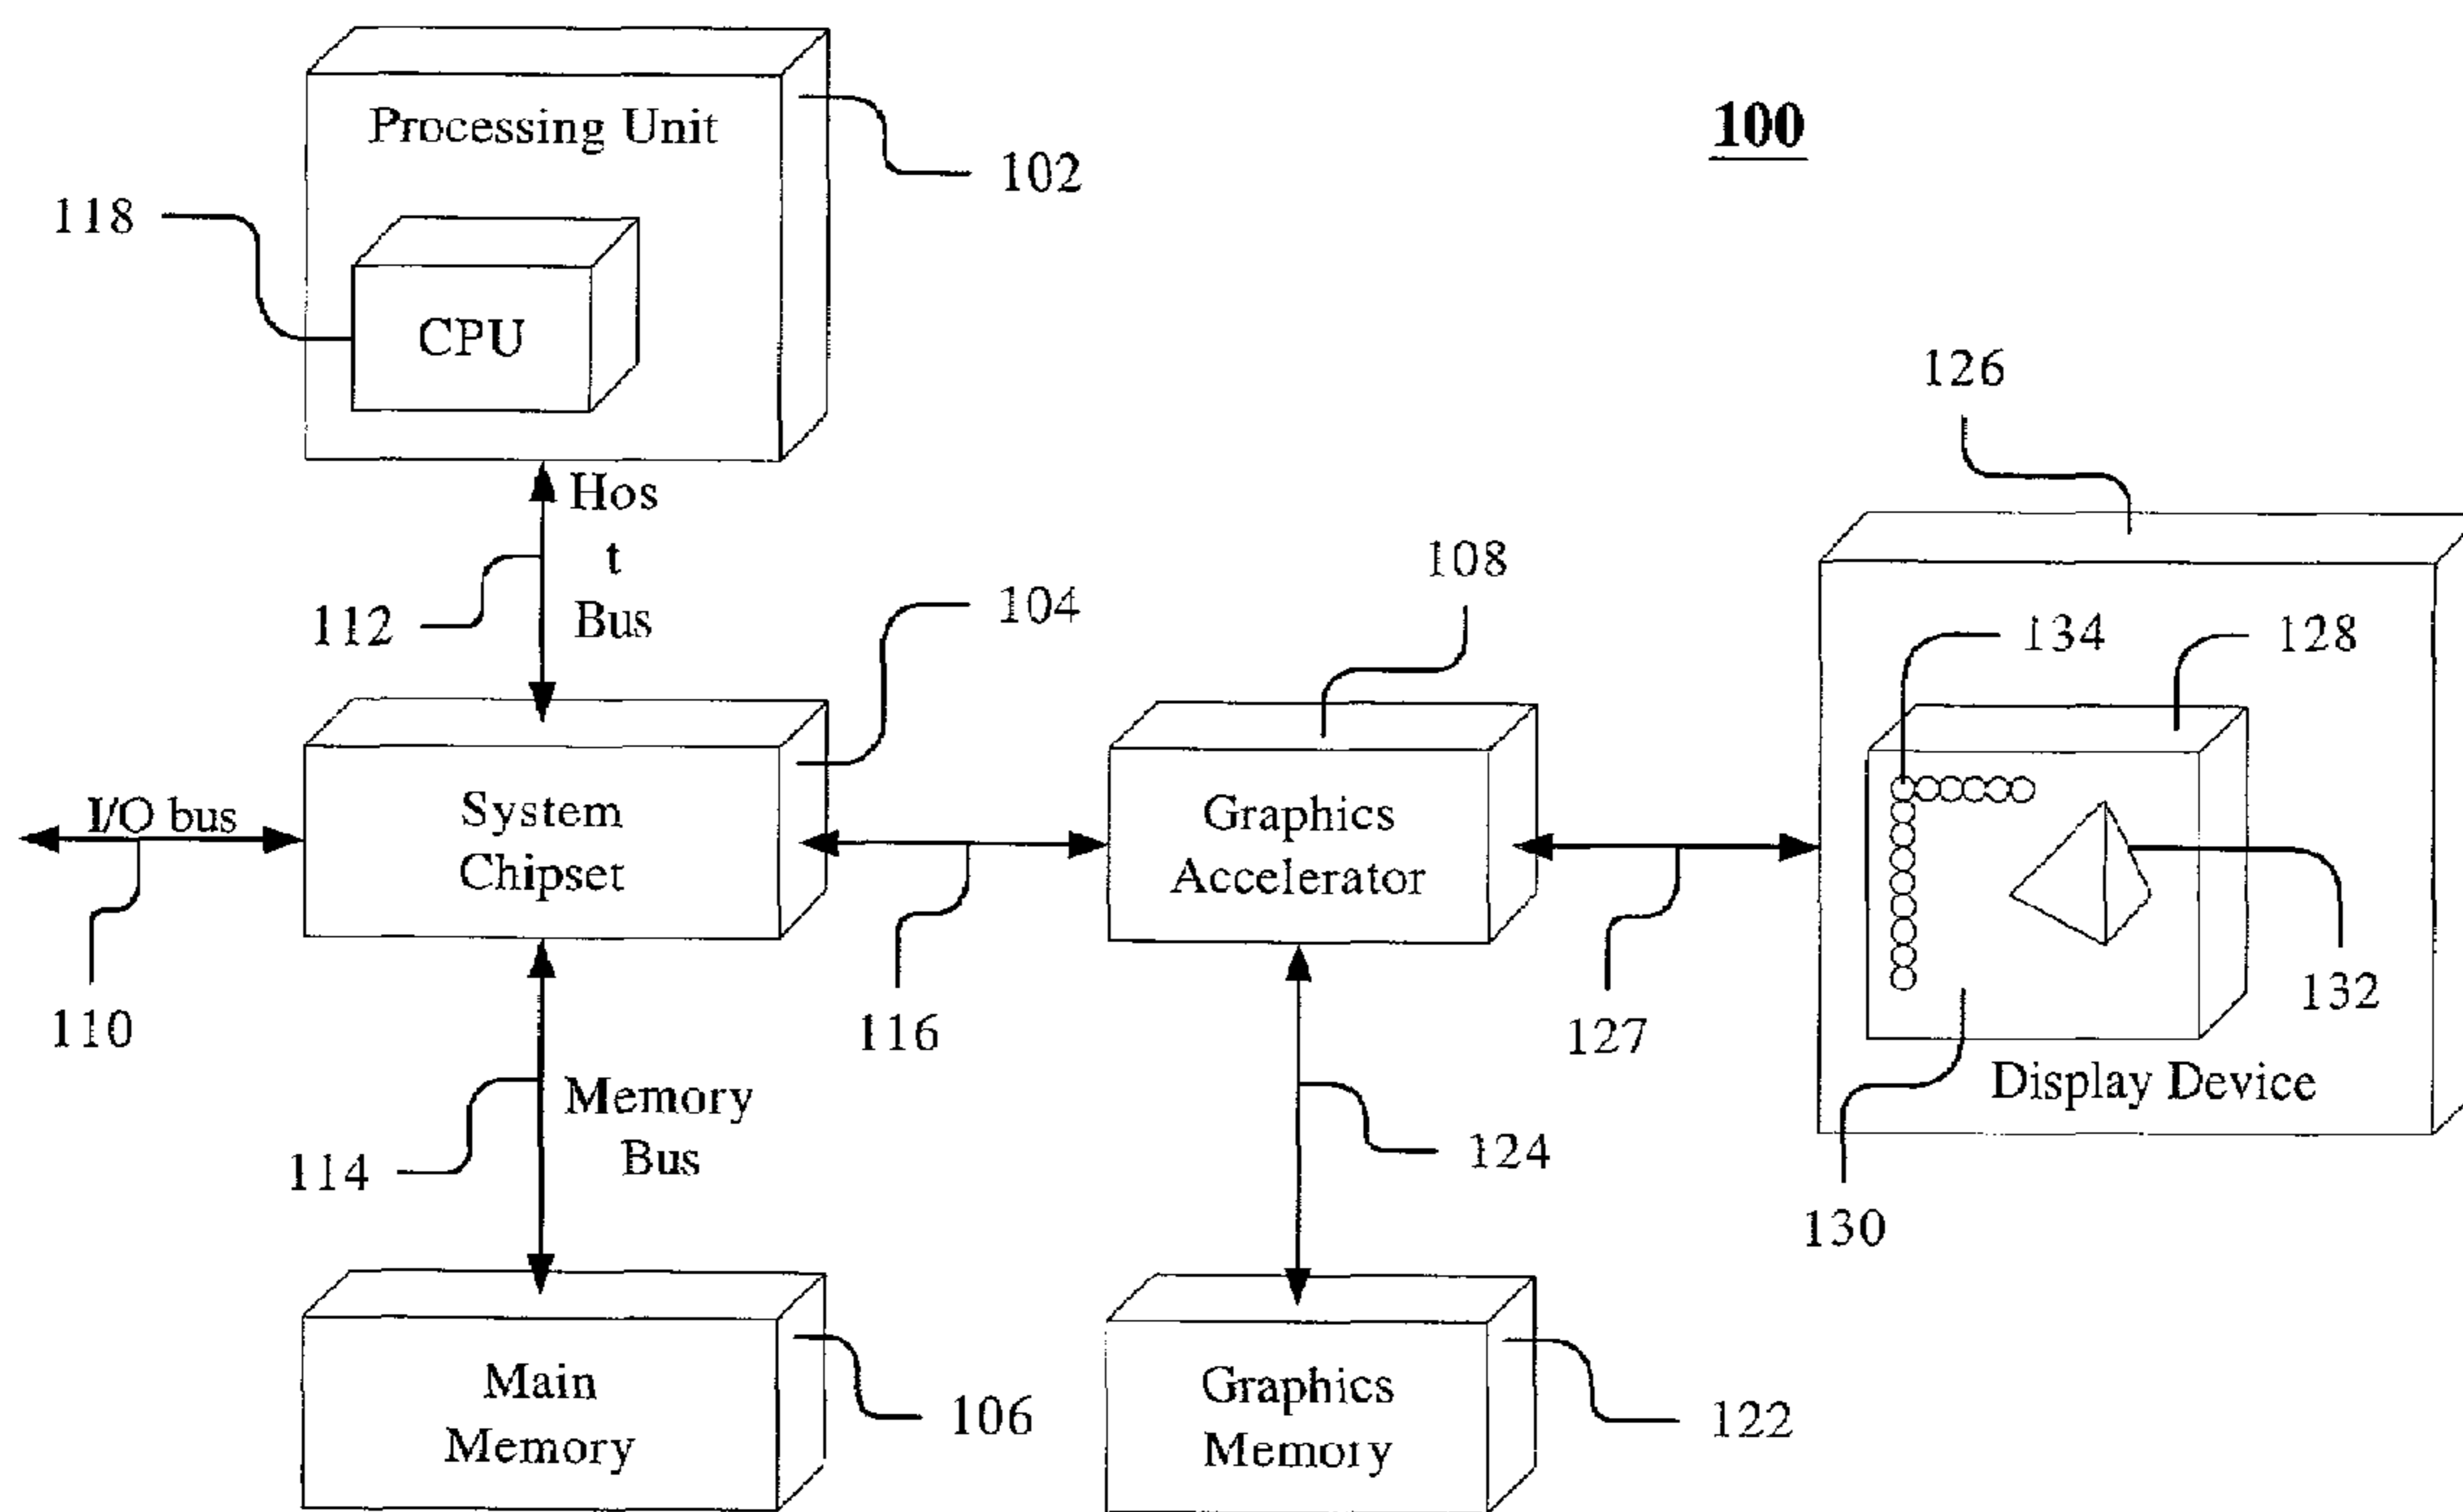 100
Processing Unit
102
118
CPU
Hos
t
Bus
112
126
108
104
134
128
I/O bus
System
Chipset
Graphics
Accelerator
110
116
127
132
Display Device
130
Memory
Bus
114
124
Main
Memory
106
Graphics
Memory
122